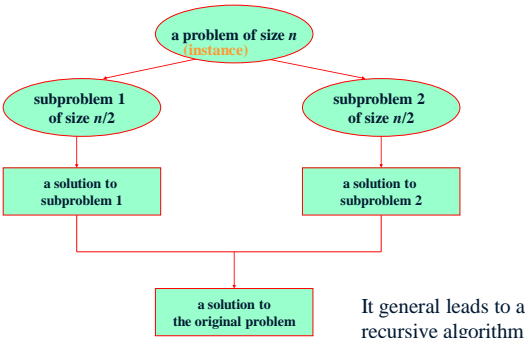 a problem of size n
(instance)
subproblem 1
of size n/2
subproblem 2
of size n/2
a solution to
subproblem 1
a solution to
subproblem 2
a solution to
the original problem
It general leads to a
recursive algorithm